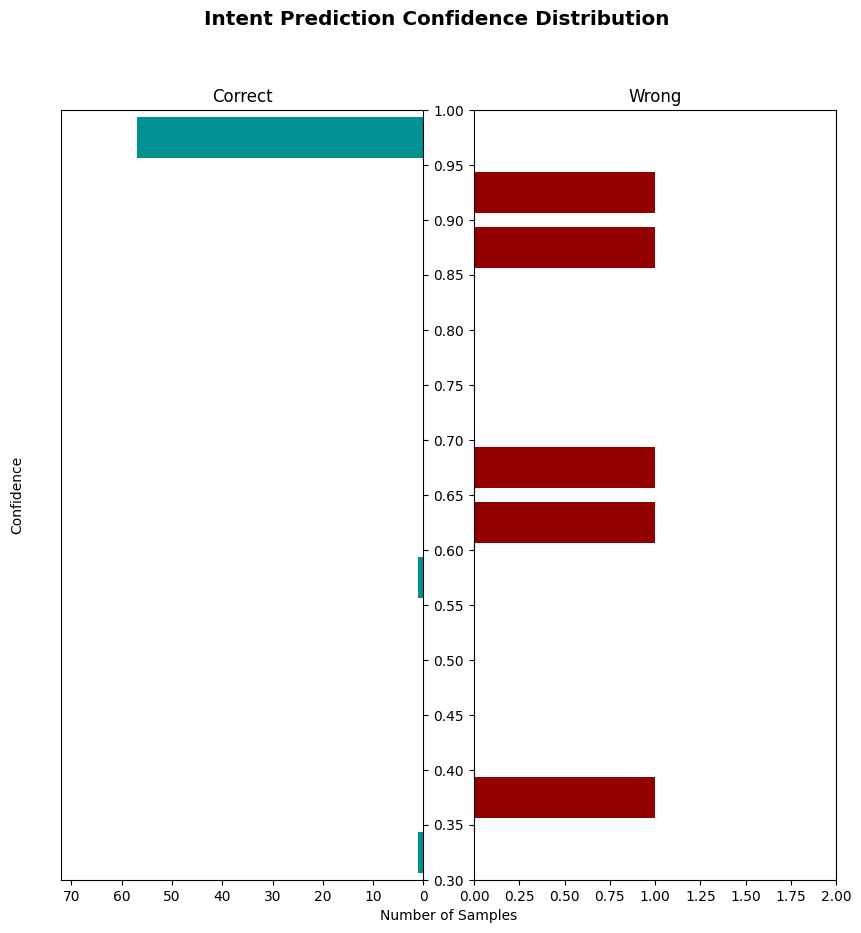 Intent Prediction Confidence Distribution
Correct
Wrong
1.00
0.95
0.90
0.85
0.80
0.75
0.70
0.65
0.60
0.55
0.50
0.45
0.40
0.35
0.30
Confidence
70 60 50 40 30 20 10 0
0.00 0.25 0.50 0.75 1.00 1.25 1.50 1.75 2.00
Number of Samples